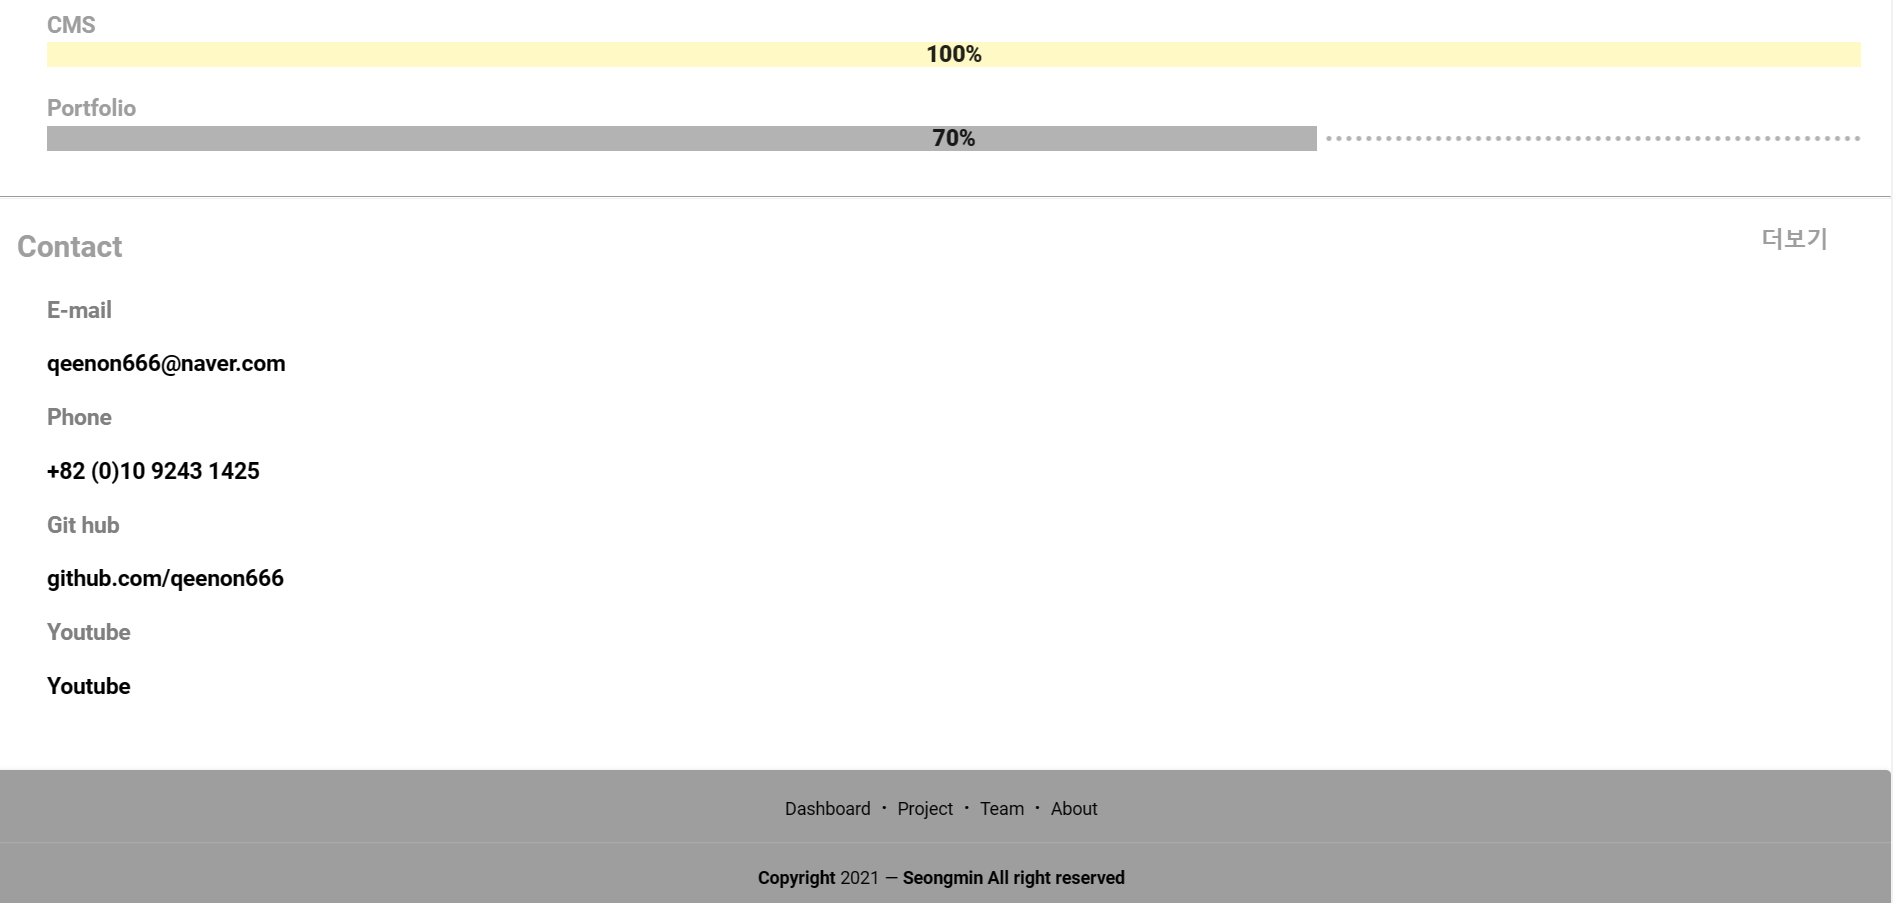 CMS
100%
Portfolio
70%
Contact
더보기
E-mail
qeenon666@naver.com
Phone
+82 (0)10 9243 1425
Git hub
github.com/qeenon666
Youtube
Youtube
Dashboard · Project · Team · About
Copyright 2021 — Seongmin All right reserved